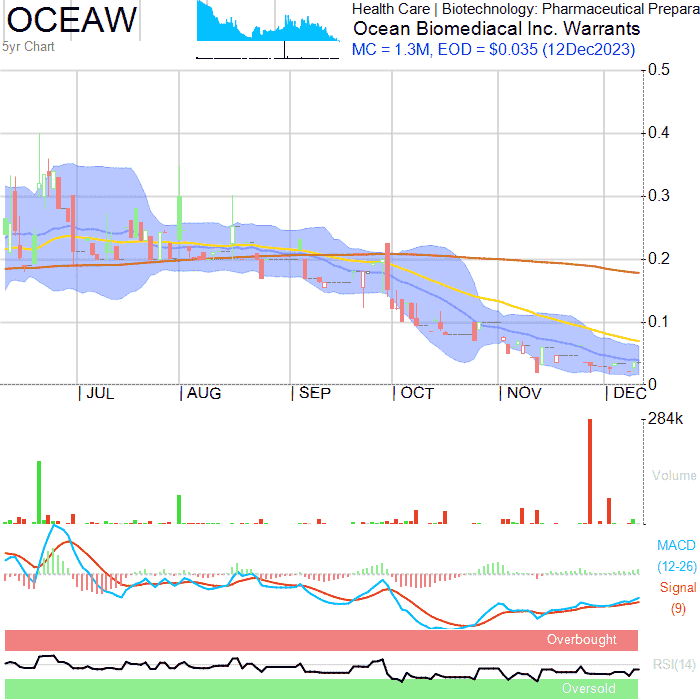 OCEAW
5yr Chart
Health Care | Biotechnology: Pharmaceutical Prepara
Ocean Biomediacal Inc. Warrants
MC = 1.3M, EOD = $0.035 (12Dec2023)
0.5
0.4
0.3
0.2
0.1
0
| JUL | AUG | SEP | OCT | NOV | DEC
284k
Volume
MACD
(12-26)
Signal
(9)
Overbought
RSI(14)
Oversold